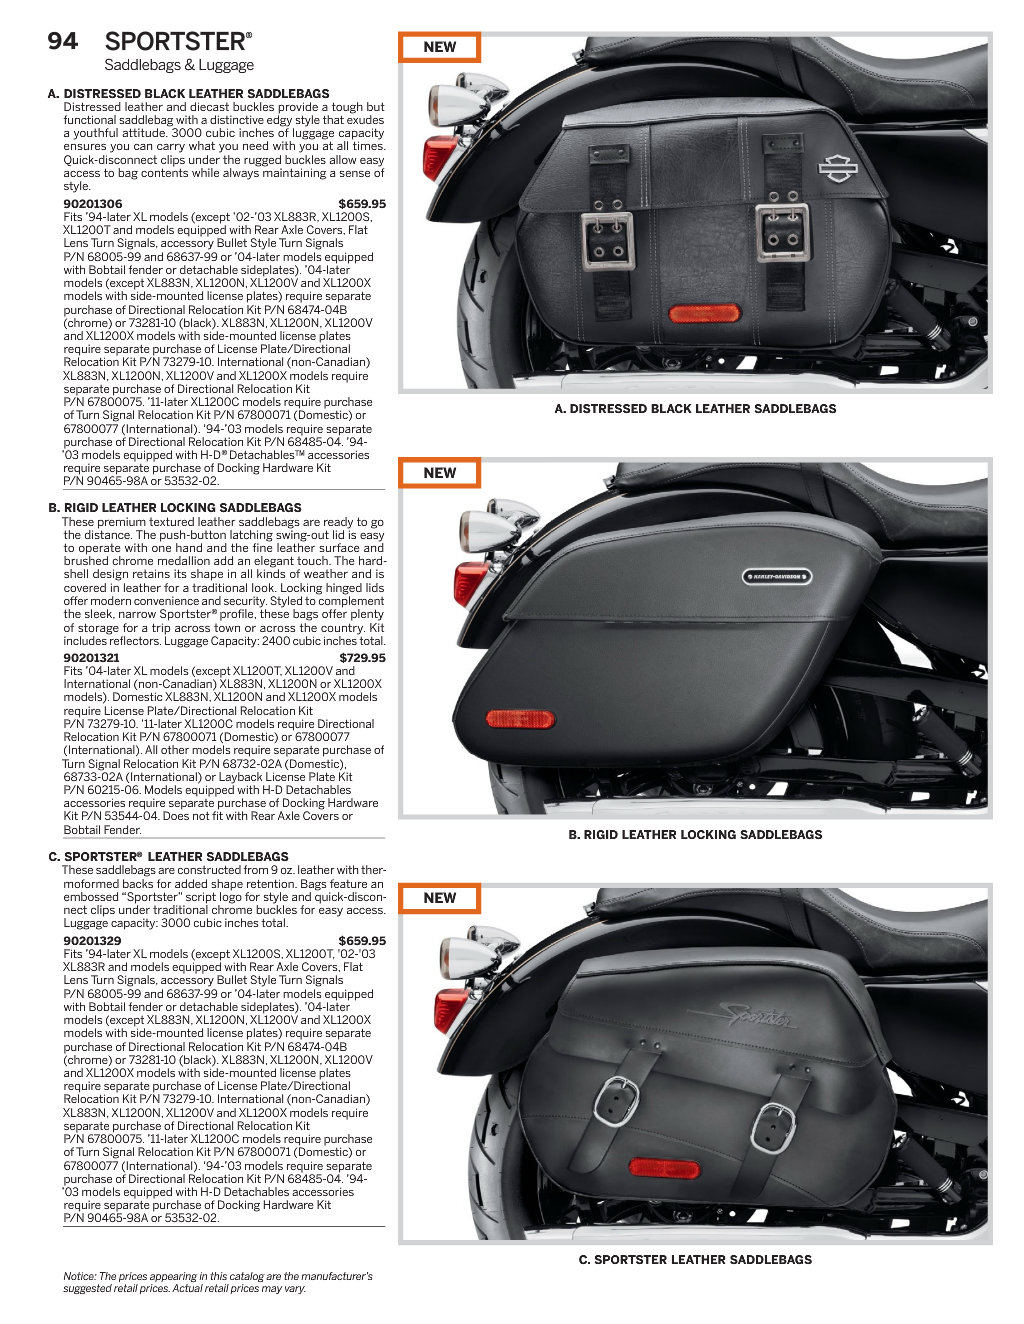 94 SPORTSTER®
Saddlebags & Luggage
A. DISTRESSED BLACK LEATHER SADDLEBAGS
Distressed leather and diecast buckles provide a tough but
functional saddlebag with a distinctive edgy style that exudes
a youthful attitude. 3000 cubic inches of luggage capacity
ensures you can carry what you need with you at all times.
Quick-disconnect clips under the rugged buckles allow easy
access to bag contents while always maintaining a sense of
style.
90201306 $659.95
Fits ’94-later XL models (except '02-'03 XL883R, XL1200S,
XL1200T and models equipped with Rear Axle Covers, Flat
Lens Turn Signals, accessory Bullet Style Turn Signals
P/N 68005-99 and 68637-99 or ’04-later models equipped
with Bobtail fender or detachable sideplates). ’04-later
models (except XL883N, XL1200N, XL1200V and XL1200X
models with side-mounted license plates) require separate
purchase of Directional Relocation Kit P/N 68474-04B
(chrome) or 73281-10 (black). XL883N, XL1200N, XL1200V
and XL1200X models with side-mounted license plates
require separate purchase of License Plate/Directional
Relocation Kit P/N 73279-10. International (non-Canadian)
XL883N, XL1200N, XL1200V and XL1200X models require
separate purchase of Directional Relocation Kit
P/N 67800075. ’11-later XL1200C models require purchase
of Turn Signal Relocation Kit P/N 67800071 (Domestic) or
67800077 (International). ’94-’03 models require separate
purchase of Directional Relocation Kit P/N 68485-04. ’94-
’03 models equipped with H-D® Detachables™ accessories
require separate purchase of Docking Hardware Kit
P/N 90465-98A or 53532-02.
B. RIGID LEATHER LOCKING SADDLEBAGS
These premium textured leather saddlebags are ready to go
the distance. The push-button latching swing-out lid is easy
to operate with one hand and the fine leather surface and
brushed chrome medallion add an elegant touch. The hard-
shell design retains its shape in all kinds of weather and is
covered in leather for a traditional look. Locking hinged lids
offer modern convenience and security. Styled to complement
the sleek, narrow Sportster® profile, these bags offer plenty
of storage for a trip across town or across the country. Kit
includes reflectors. Luggage Capacity: 2400 cubic inches total.
90201321 $729.95
Fits ’04-later XL models (except XL1200T, XL1200V and
International (non-Canadian) XL883N, XL1200N or XL1200X
models). Domestic XL883N, XL1200N and XL1200X models
require License Plate/Directional Relocation Kit
P/N 73279-10. ’11-later XL1200C models require Directional
Relocation Kit P/N 67800071 (Domestic) or 67800077
(International). All other models require separate purchase of
Turn Signal Relocation Kit P/N 68732-02A (Domestic),
68733-02A (International) or Layback License Plate Kit
P/N 60215-06. Models equipped with H-D Detachables
accessories require separate purchase of Docking Hardware
Kit P/N 53544-04. Does not fit with Rear Axle Covers or
Bobtail Fender.
C. SPORTSTER® LEATHER SADDLEBAGS
These saddlebags are constructed from 9 oz. leather with ther-
moformed backs for added shape retention. Bags feature an
embossed “Sportster” script logo for style and quick-discon-
nect clips under traditional chrome buckles for easy access.
Luggage capacity: 3000 cubic inches total.
90201329 $659.95
Fits ’94-later XL models (except XL1200S, XL1200T, '02-'03
XL883R and models equipped with Rear Axle Covers, Flat
Lens Turn Signals, accessory Bullet Style Turn Signals
P/N 68005-99 and 68637-99 or ’04-later models equipped
with Bobtail fender or detachable sideplates). ’04-later
models (except XL883N, XL1200N, XL1200V and XL1200X
models with side-mounted license plates) require separate
purchase of Directional Relocation Kit P/N 68474-04B
(chrome) or 73281-10 (black). XL883N, XL1200N, XL1200V
and XL1200X models with side-mounted license plates
require separate purchase of License Plate/Directional
Relocation Kit P/N 73279-10. International (non-Canadian)
XL883N, XL1200N, XL1200V and XL1200X models require
separate purchase of Directional Relocation Kit
P/N 67800075. ’11-later XL1200C models require purchase
of Turn Signal Relocation Kit P/N 67800071 (Domestic) or
67800077 (International). ’94-’03 models require separate
purchase of Directional Relocation Kit P/N 68485-04. ’94-
’03 models equipped with H-D Detachables accessories
require separate purchase of Docking Hardware Kit
P/N 90465-98A or 53532-02.
Notice: The prices appearing in this catalog are the manufacturer’s
suggested retail prices. Actual retail prices may vary.
NEW
A. DISTRESSED BLACK LEATHER SADDLEBAGS
NEW
HARLEY-DAVIDSON
B. RIGID LEATHER LOCKING SADDLEBAGS
NEW
Sportster
C. SPORTSTER LEATHER SADDLEBAGS